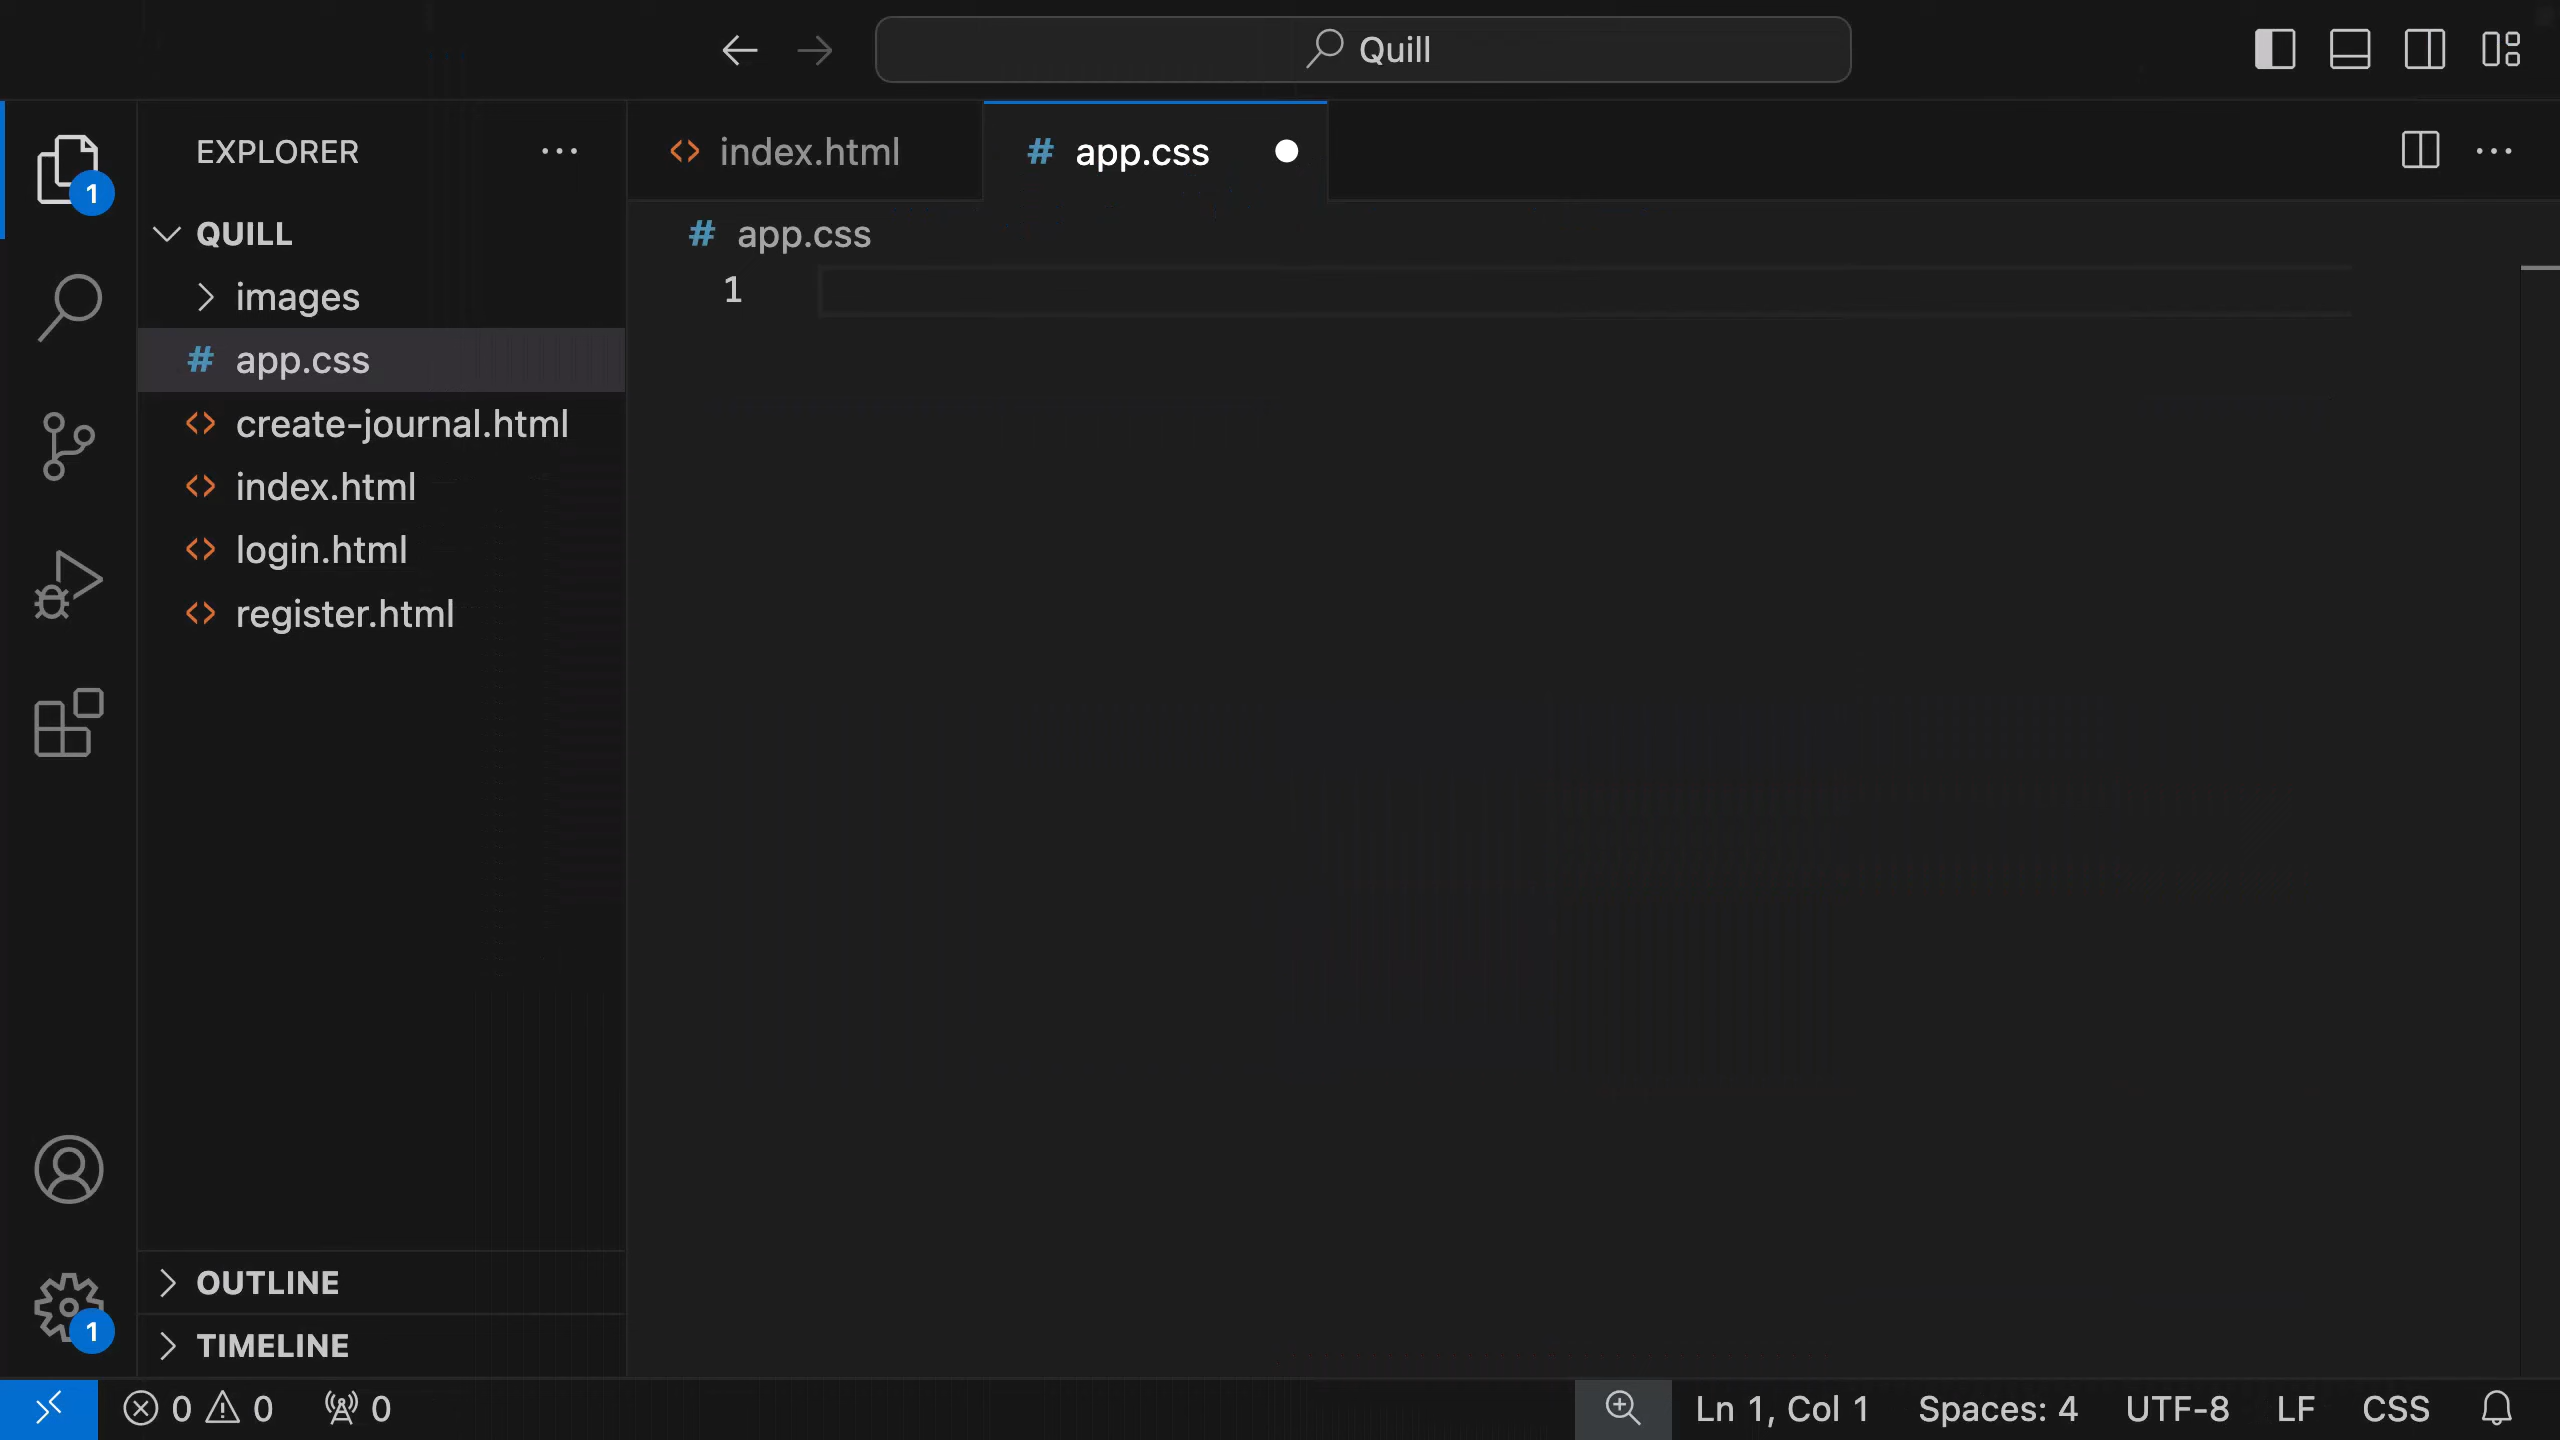 Quill
EXPLORER
index.html
# app.css
1
QUILL
# app.css
images
1
# app.css
create-journal.html
index.html
login.html
register.html
OUTLINE
1
TIMELINE
0 0 0
Ln 1, Col 1 Spaces: 4 UTF-8 LF CSS